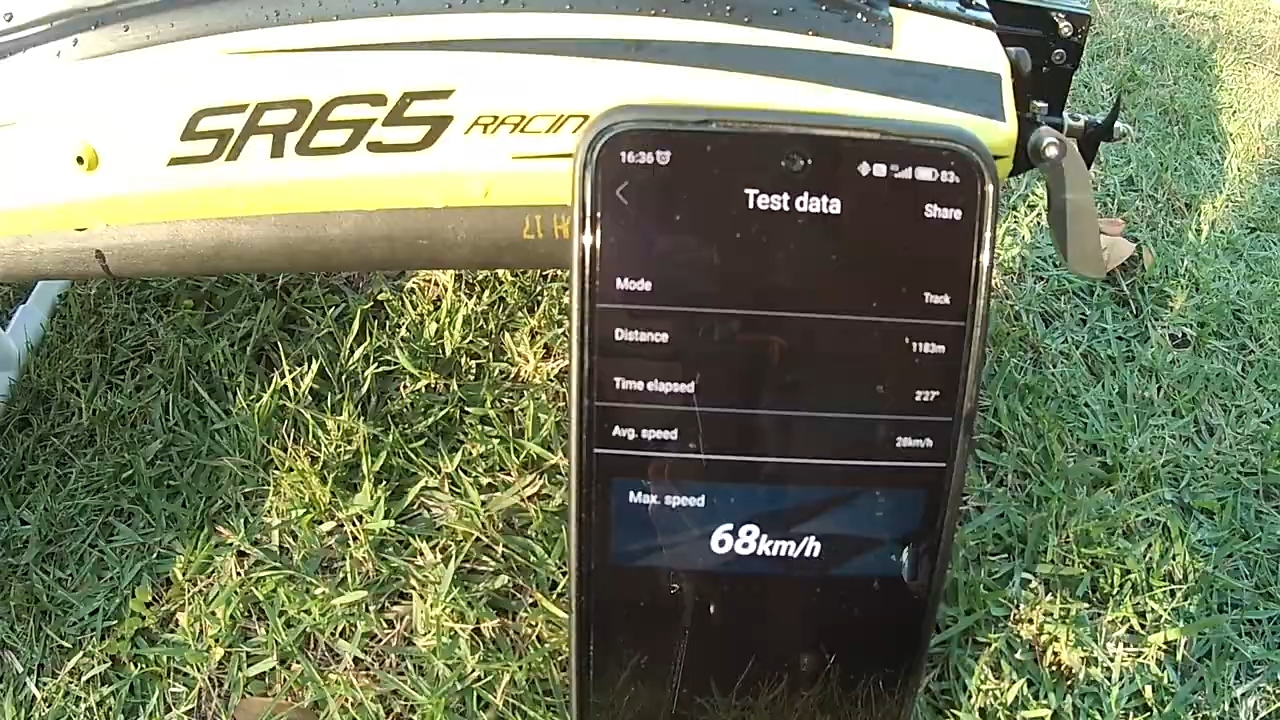 SR65 RACIN
16:36 83%
Test data
Share
Mode
Track
Distance
1183m
Time elapsed
2'27"
Avg. speed
28km/h
Max. speed
68km/h